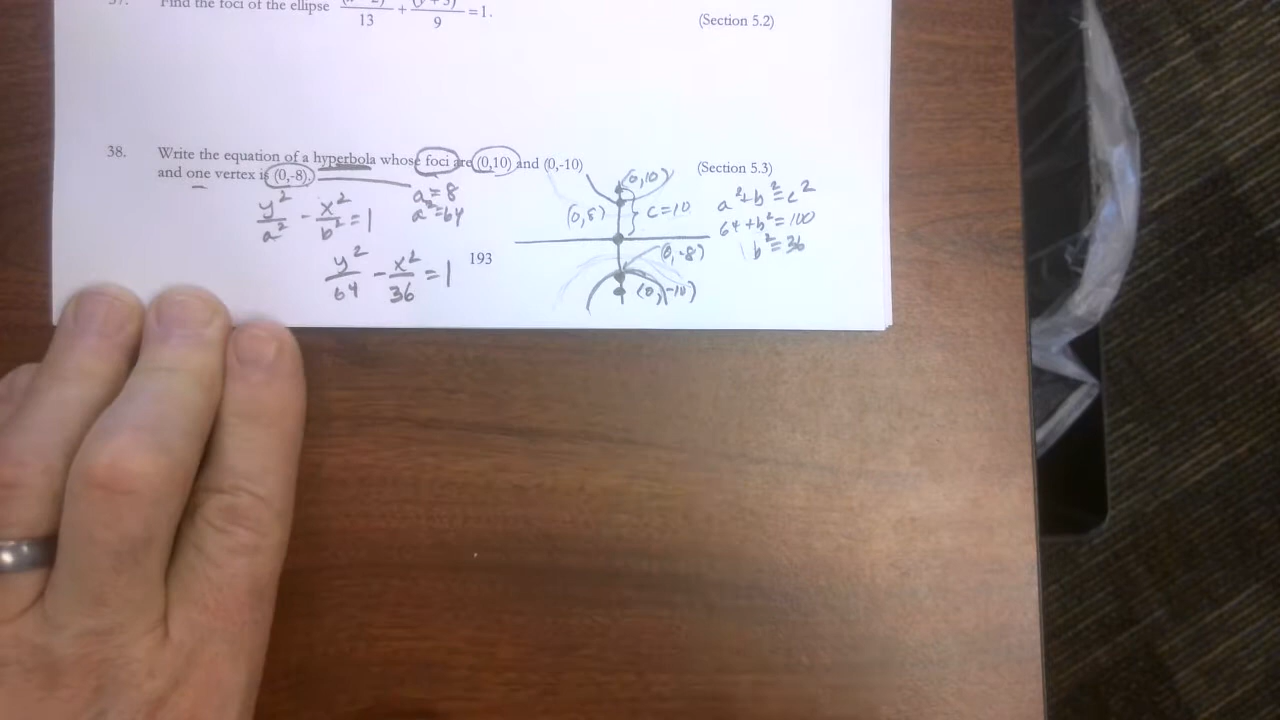 37. Find the foci of the ellipse /13 + /9 = 1.
(Section 5.2)
38. Write the equation of a hyperbola whose foci are (0,10) and (0,-10)
and one vertex is (0,-8).
(Section 5.3)
y²/a² - x²/b² = 1
a = 8
a² = 64
y²/64 - x²/36 = 1
193
(0,10)
(0,8)
c=10
(0,-8)
(0,-10)
a²+b²=c²
64+b²=100
b²=36